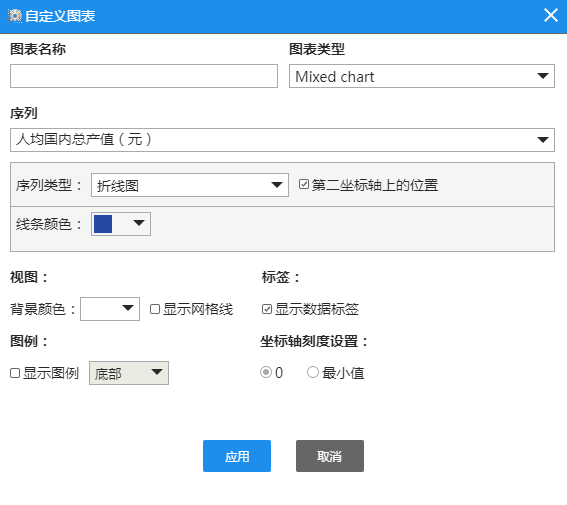 自定义图表
图表名称 图表类型
Mixed chart
序列
人均国内总产值（元）
序列类型： 折线图 第二坐标轴上的位置
线条颜色：
视图： 标签：
背景颜色： 显示网格线 显示数据标签
图例： 坐标轴刻度设置：
显示图例 底部 0 最小值
应用 取消